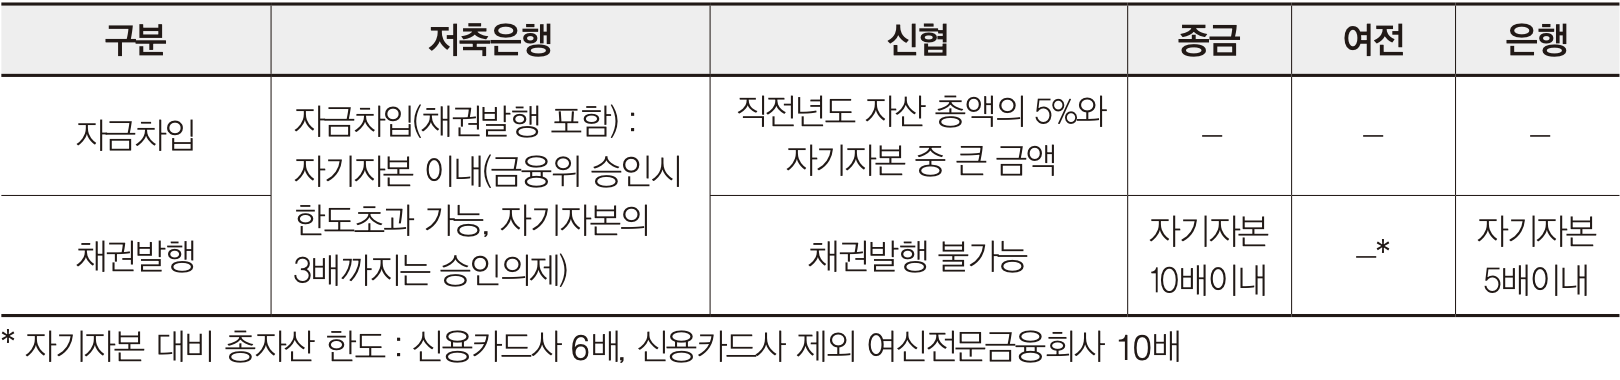 구분 저축은행 신협 종금 여전 은행
자금차입
자금차입(채권발행 포함) :
자기자본 이내(금융위 승인시
한도초과 가능, 자기자본의
3배까지는 승인의제)
직전년도 자산 총액의 5%와
자기자본 중 큰 금액
– – –
채권발행
채권발행 불가능
자기자본
10배이내
–*
자기자본
5배이내
* 자기자본 대비 총자산 한도 : 신용카드사 6배, 신용카드사 제외 여신전문금융회사 10배